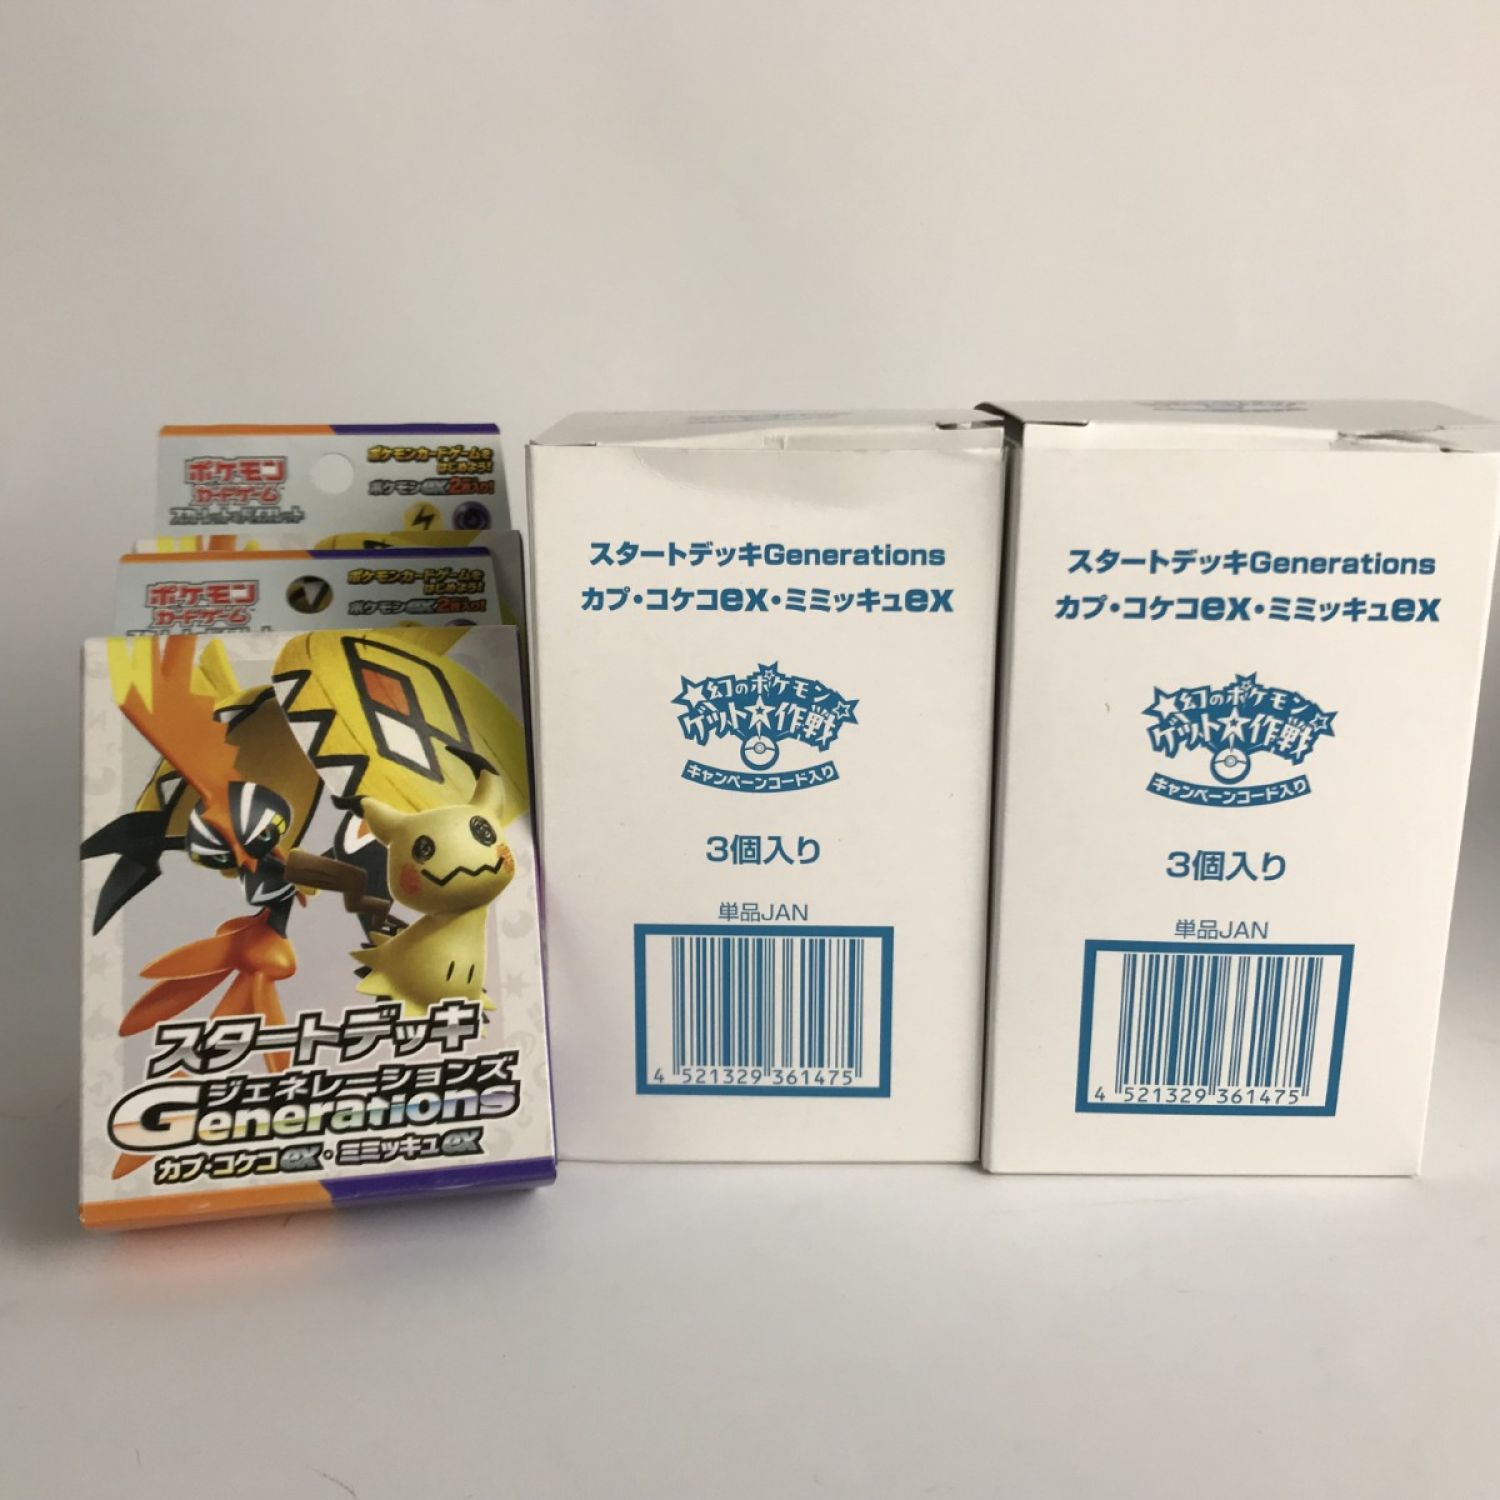 ポケモンカードゲームを
はじめよう!
ポケモン
カードゲーム
スカーレット&バイオレット
ポケモンex2枚入り!
ポケモンカードゲームを
はじめよう!
ポケモン
カードゲーム
ポケモンex2枚入り!
スタートデッキ
ジェネレーションズ
Generations
カプ・コケコex・ミミッキュex
スタートデッキGenerations
カプ・コケコex・ミミッキュex
幻のポケモン
ゲット★作戦
キャンペーンコード入り
3個入り
単品JAN
4 521329 361475
スタートデッキGenerations
カプ・コケコex・ミミッキュex
幻のポケモン
ゲット★作戦
キャンペーンコード入り
3個入り
単品JAN
4 521329 361475